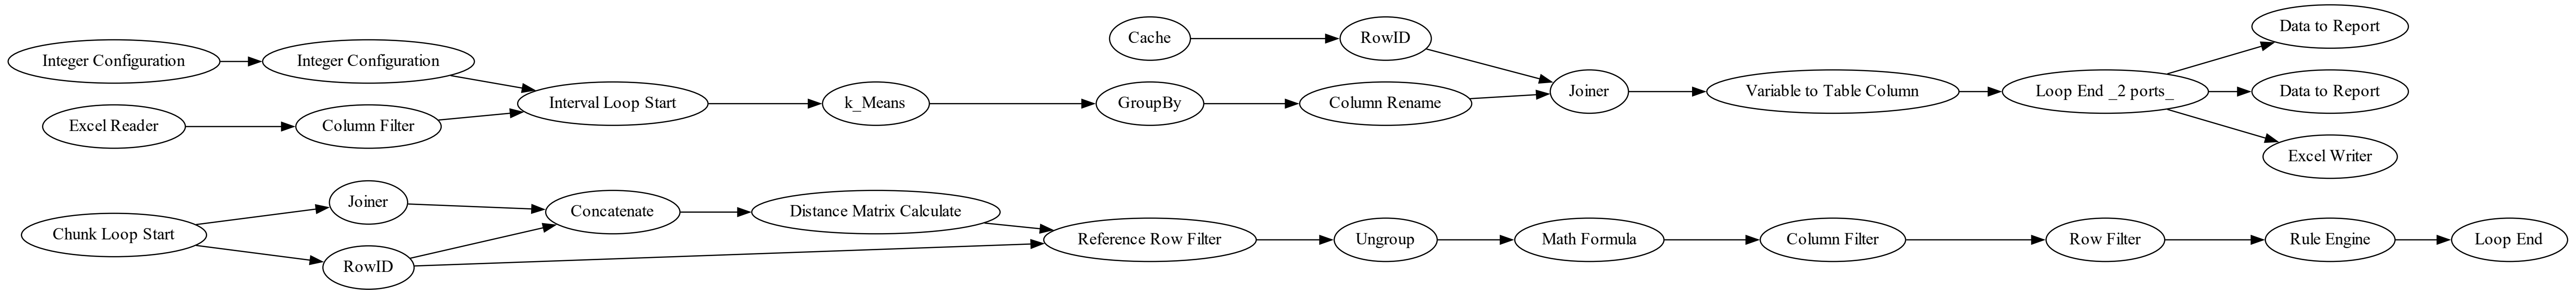 Integer Configuration
Integer Configuration
Excel Reader
Column Filter
Interval Loop Start
k_Means
Cache
RowID
GroupBy
Column Rename
Joiner
Variable to Table Column
Loop End _2 ports_
Data to Report
Data to Report
Excel Writer
Chunk Loop Start
Joiner
RowID
Concatenate
Distance Matrix Calculate
Reference Row Filter
Ungroup
Math Formula
Column Filter
Row Filter
Rule Engine
Loop End